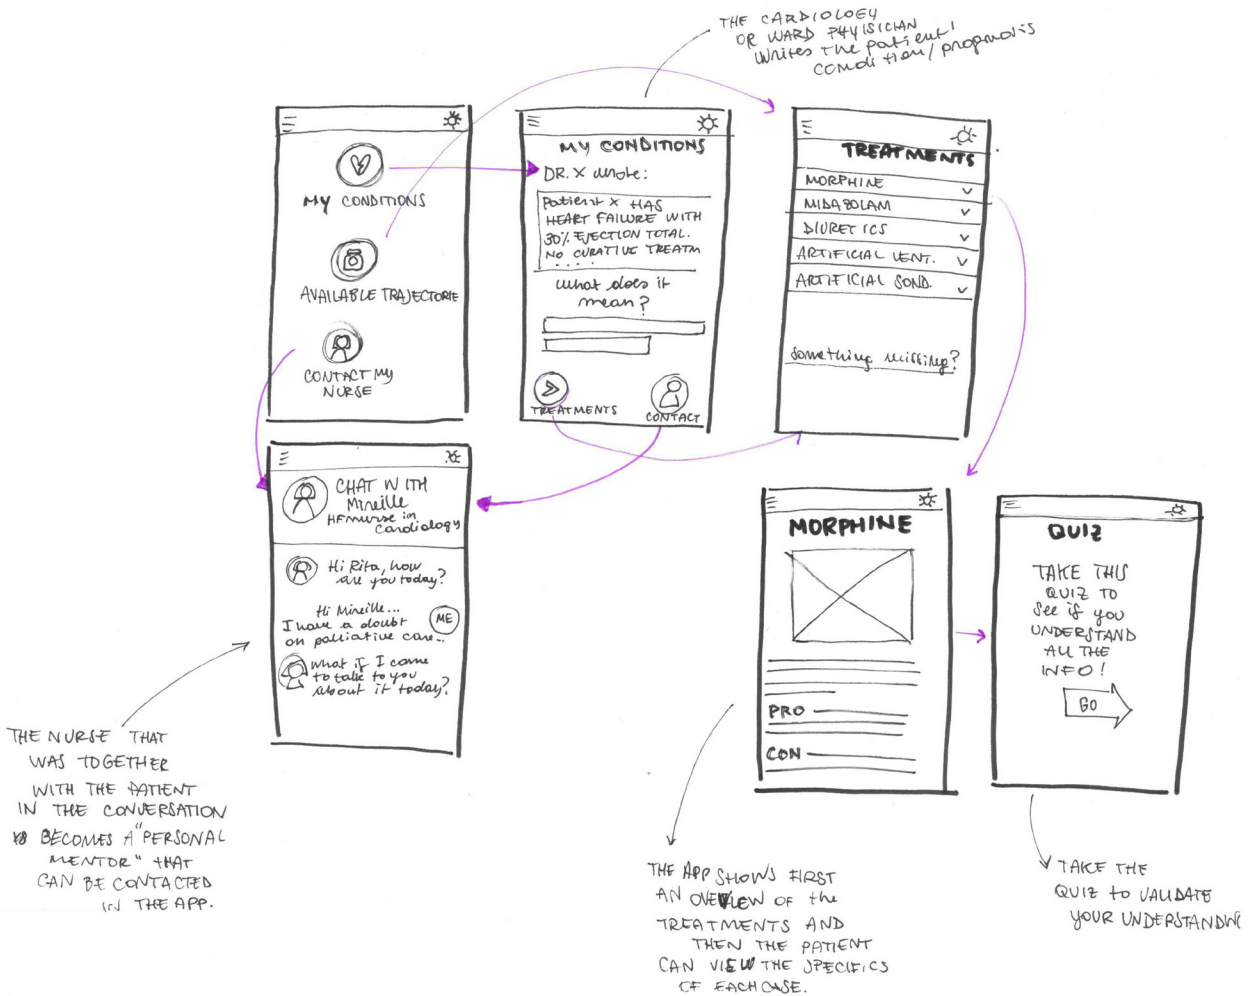 THE CARDIOLOGY
OR WARD PHYISICIAN
writes the patient'
condition/prognosis
MY CONDITIONS
AVAILABLE TRAJECTORIE
CONTACT MY
NURSE
MY CONDITIONS
DR. X wrote:
Patient X HAS
HEART FAILURE WITH
30% EJECTION TOTAL.
NO CURATIVE TREATM
.....
What does it
mean?
TREATMENTS
CONTACT
TREATMENTS
MORPHINE
MIDAZOLAM
DIURETICS
ARTIFICIAL VENT.
ARTIFICIAL SOND.
something missing?
CHAT WITH
Mireille
HF nurse in
Cardiology
Hi Rita, how
are you today?
Hi Mireille...
I have a doubt
on palliative care...
ME
what if I come
to talk to you
about it today?
MORPHINE
PRO
CON
QUIZ
TAKE THIS
QUIZ TO
see if you
UNDERSTAND
ALL THE
INFO!
GO
THE NURSE THAT
WAS TOGETHER
WITH THE PATIENT
IN THE CONVERSATION
BECOMES A "PERSONAL
MENTOR" THAT
CAN BE CONTACTED
IN THE APP.
THE APP SHOWS FIRST
AN OVERVIEW OF the
TREATMENTS AND
THEN THE PATIENT
CAN VIEW THE SPECIFICS
OF EACH CASE.
TAKE THE
QUIZ to VALIDATE
YOUR UNDERSTANDING